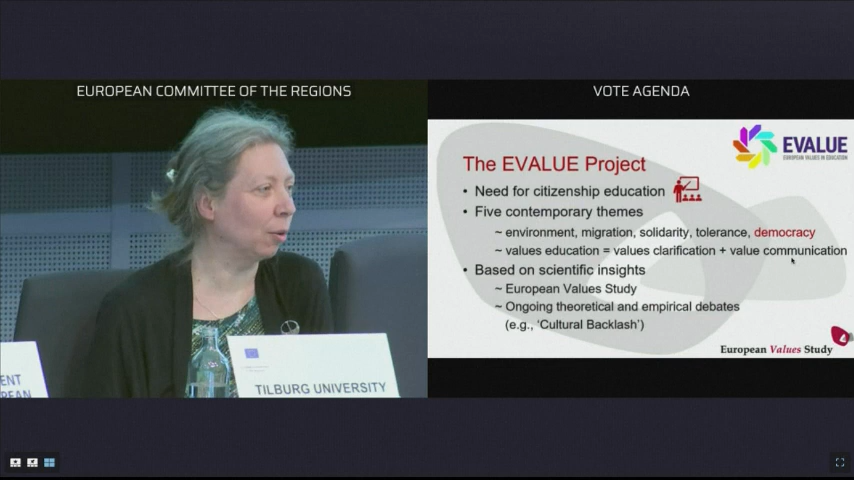 EUROPEAN COMMITTEE OF THE REGIONS
VOTE AGENDA
EVALUE
EUROPEAN VALUES IN EDUCATION
The EVALUE Project
• Need for citizenship education
• Five contemporary themes
~ environment, migration, solidarity, tolerance, democracy
~ values education = values clarification + value communication
• Based on scientific insights
~ European Values Study
~ Ongoing theoretical and empirical debates
(e.g., ‘Cultural Backlash’)
European Values Study
TILBURG UNIVERSITY